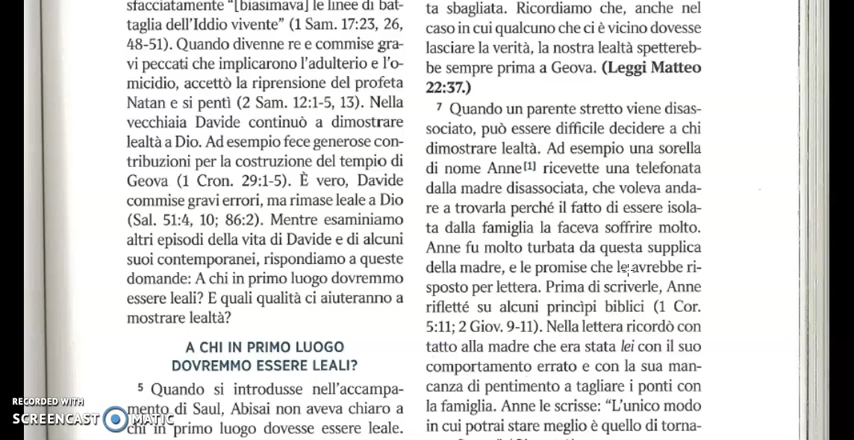 sfacciatamente “[biasimava] le linee di bat-
taglia dell’Iddio vivente” (1 Sam. 17:23, 26,
48-51). Quando divenne re e commise gra-
vi peccati che implicarono l’adulterio e l’o-
micidio, accettò la riprensione del profeta
Natan e si pentì (2 Sam. 12:1-5, 13). Nella
vecchiaia Davide continuò a dimostrare
lealtà a Dio. Ad esempio fece generose con-
tribuzioni per la costruzione del tempio di
Geova (1 Cron. 29:1-5). È vero, Davide
commise gravi errori, ma rimase leale a Dio
(Sal. 51:4, 10; 86:2). Mentre esaminiamo
altri episodi della vita di Davide e di alcuni
suoi contemporanei, rispondiamo a queste
domande: A chi in primo luogo dovremmo
essere leali? E quali qualità ci aiuteranno a
mostrare lealtà?
A CHI IN PRIMO LUOGO
DOVREMMO ESSERE LEALI?
5 Quando si introdusse nell’accampa-
mento di Saul, Abisai non aveva chiaro a
chi in primo luogo dovesse essere leale.
ta sbagliata. Ricordiamo che, anche nel
caso in cui qualcuno che ci è vicino dovesse
lasciare la verità, la nostra lealtà spettereb-
be sempre prima a Geova. (Leggi Matteo
22:37.)
7 Quando un parente stretto viene disas-
sociato, può essere difficile decidere a chi
dimostrare lealtà. Ad esempio una sorella
di nome Anne[1] ricevette una telefonata
dalla madre disassociata, che voleva anda-
re a trovarla perché il fatto di essere isola-
ta dalla famiglia la faceva soffrire molto.
Anne fu molto turbata da questa supplica
della madre, e le promise che le avrebbe ri-
sposto per lettera. Prima di scriverle, Anne
rifletté su alcuni princìpi biblici (1 Cor.
5:11; 2 Giov. 9-11). Nella lettera ricordò con
tatto alla madre che era stata lei con il suo
comportamento errato e con la sua man-
canza di pentimento a tagliare i ponti con
la famiglia. Anne le scrisse: “L’unico modo
in cui potrai stare meglio è quello di torna-
RECORDED WITH
SCREENCAST MATIC